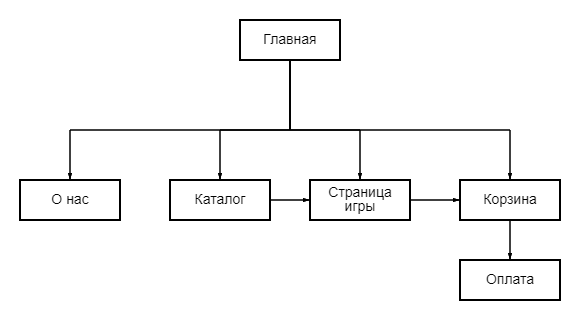 Главная
О нас
Каталог
Страница
игры
Корзина
Оплата